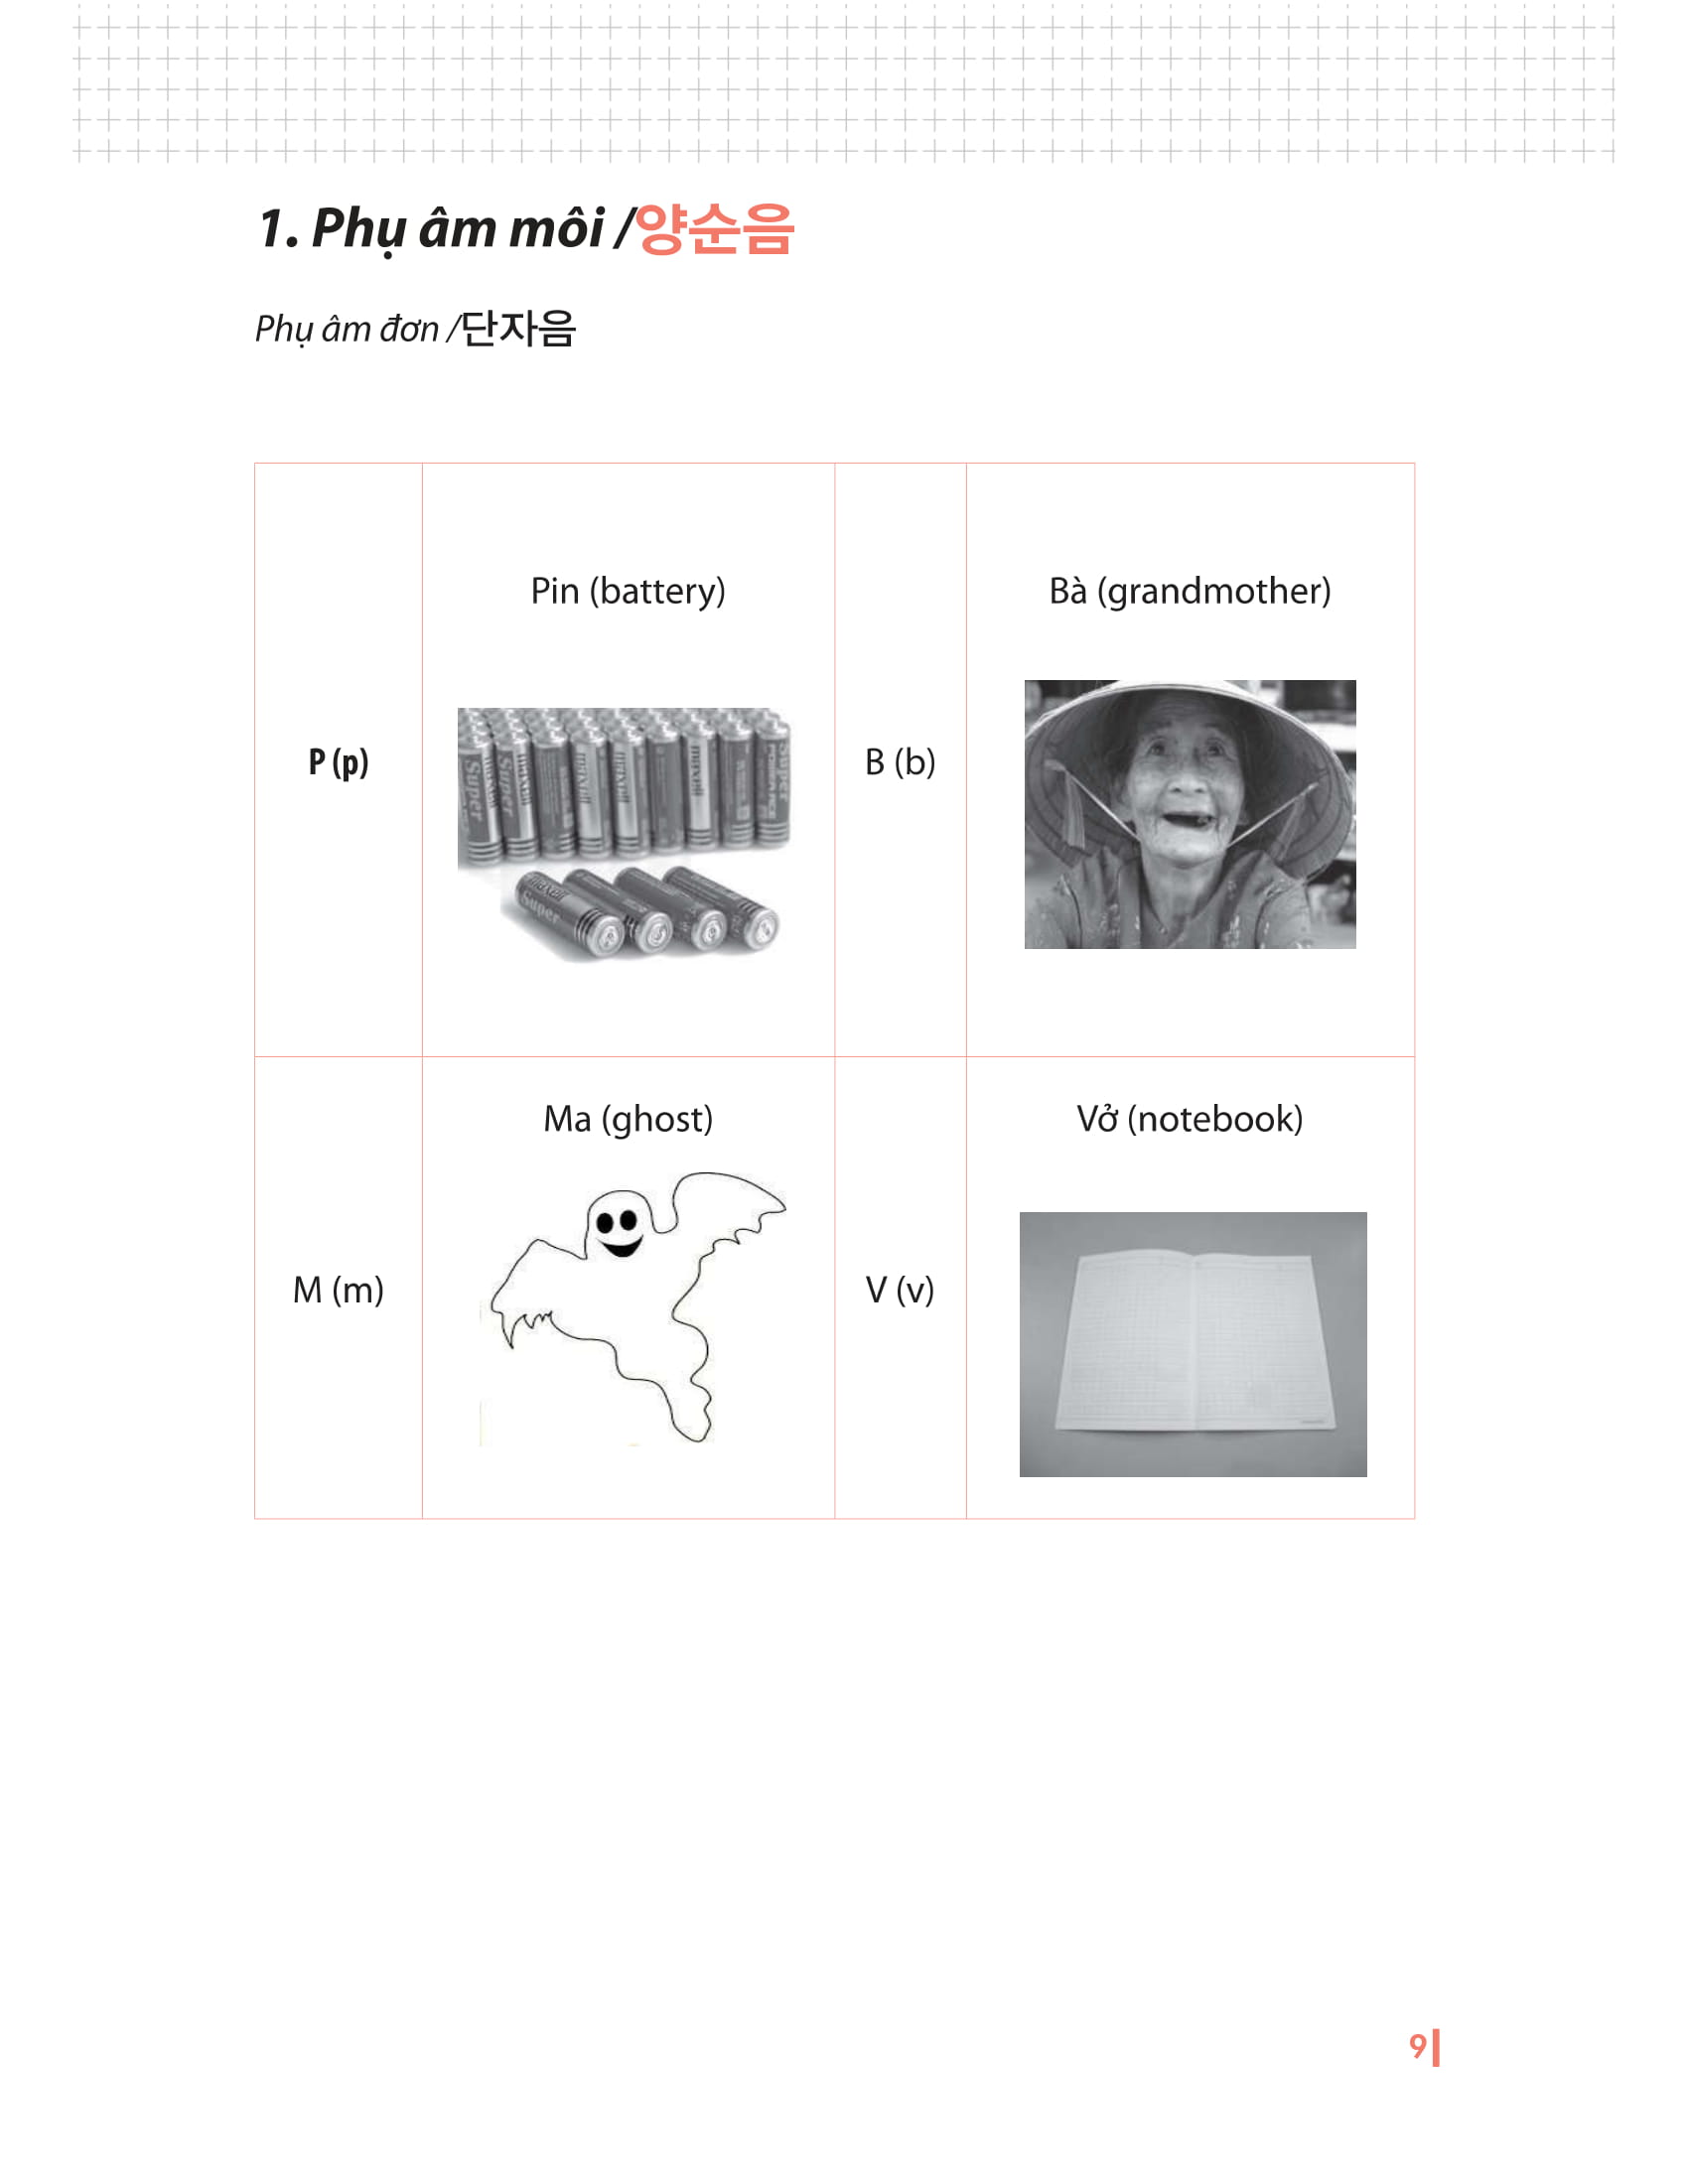 1. Phụ âm môi /양순음
Phụ âm đơn /단자음
P (p)
Pin (battery)
B (b)
Bà (grandmother)
M (m)
Ma (ghost)
V (v)
Vở (notebook)
9